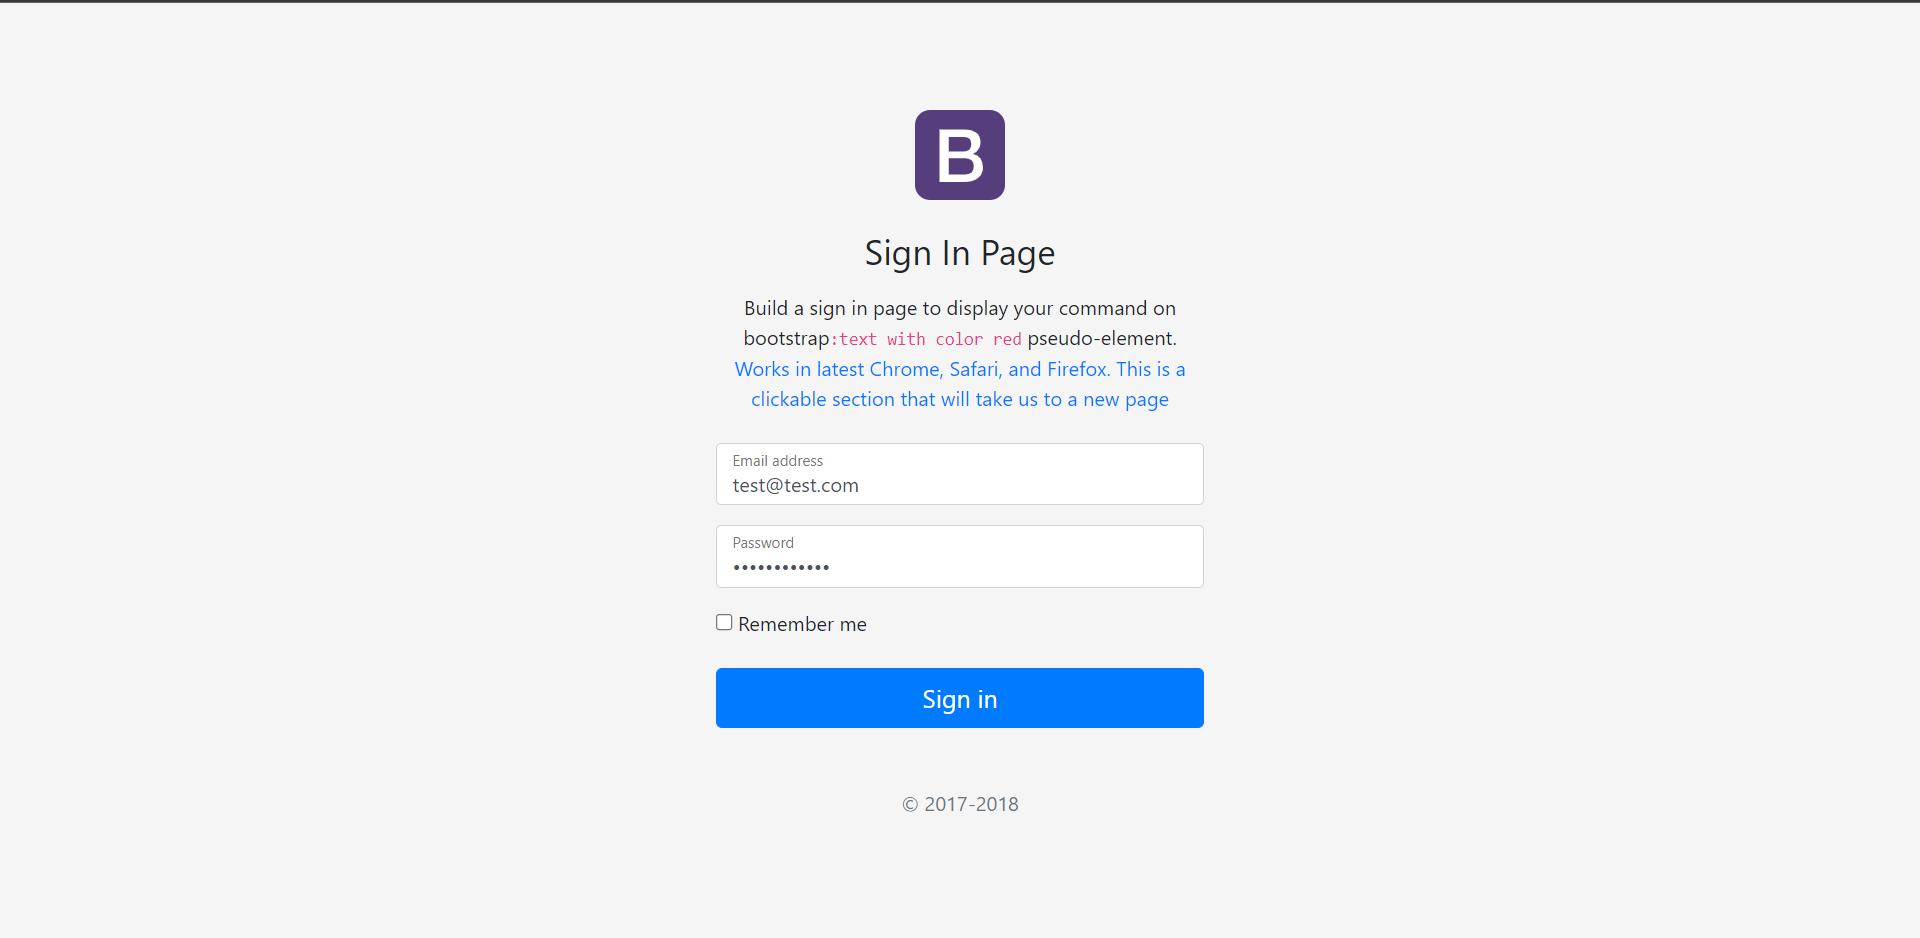 B
Sign In Page
Build a sign in page to display your command on
bootstrap:text with color red pseudo-element.
Works in latest Chrome, Safari, and Firefox. This is a
clickable section that will take us to a new page
Email address
test@test.com
Password
••••••••••••
Remember me
Sign in
© 2017-2018